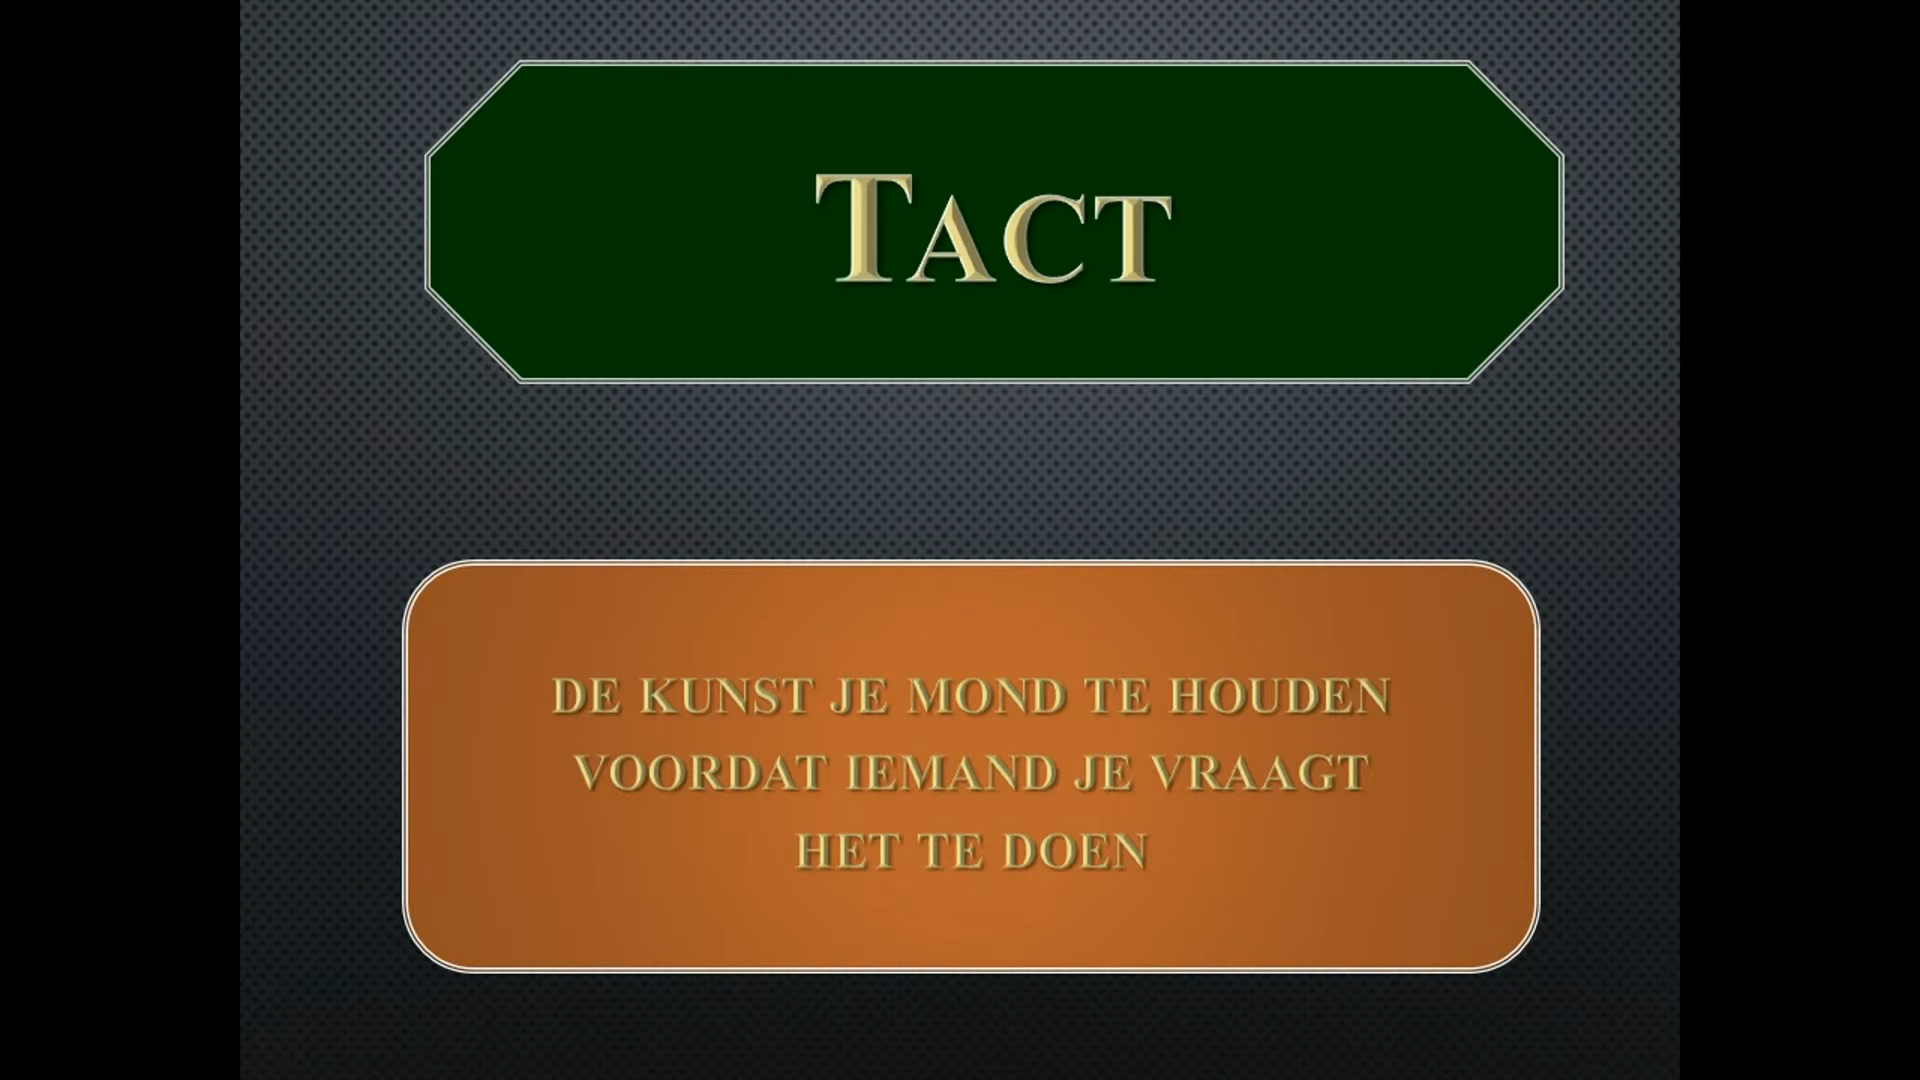 Tact
DE KUNST JE MOND TE HOUDEN
VOORDAT IEMAND JE VRAAGT
HET TE DOEN